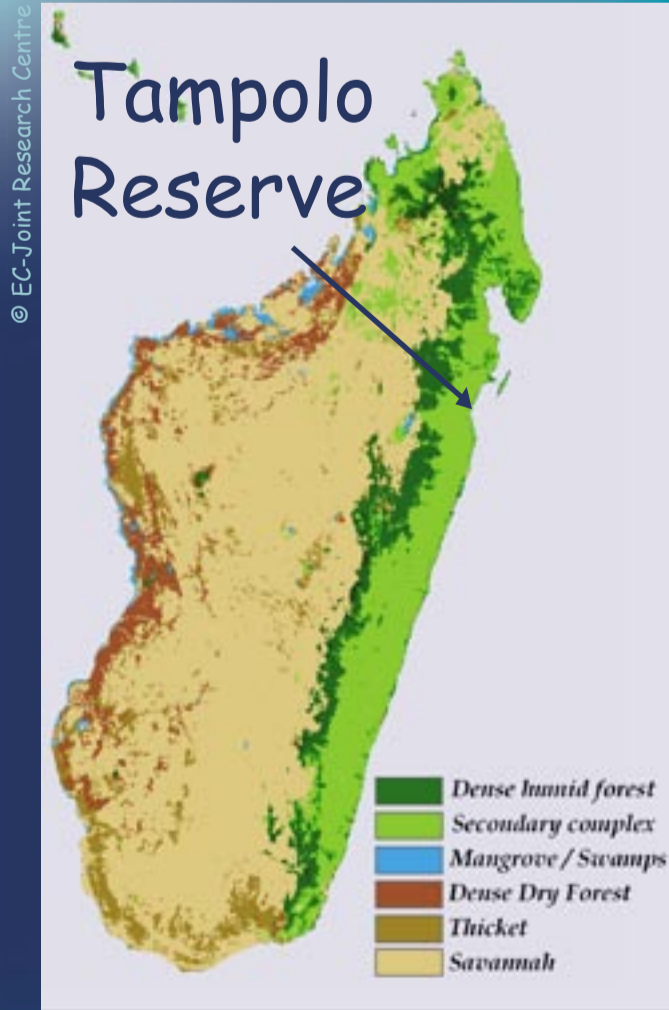 © EC-Joint Research Centre
Tampolo
Reserve
Dense humid forest
Secondary complex
Mangrove / Swamps
Dense Dry Forest
Thicket
Savannah